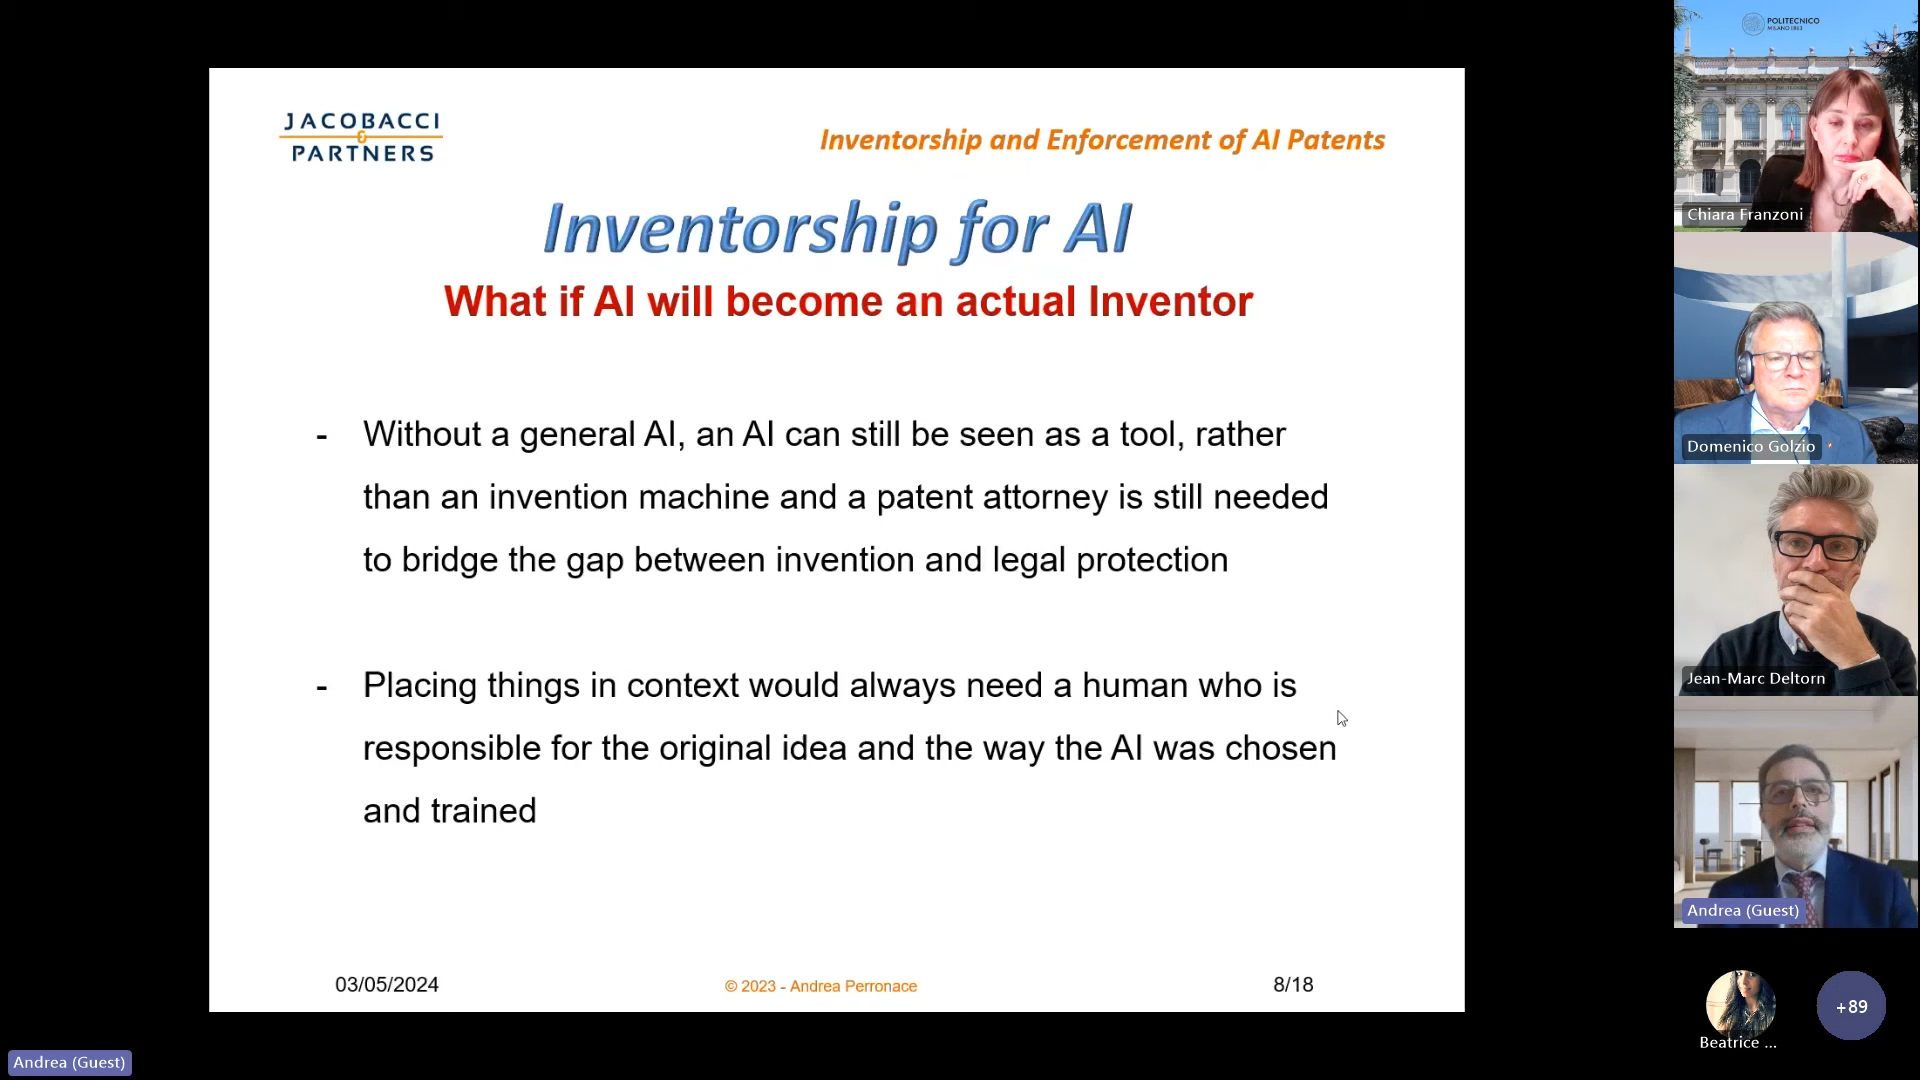 JACOBACCI
&
PARTNERS
Inventorship and Enforcement of AI Patents
Inventorship for AI
What if AI will become an actual Inventor
- Without a general AI, an AI can still be seen as a tool, rather
than an invention machine and a patent attorney is still needed
to bridge the gap between invention and legal protection
- Placing things in context would always need a human who is
responsible for the original idea and the way the AI was chosen
and trained
03/05/2024
© 2023 - Andrea Perronace
8/18
POLITECNICO
MILANO 1863
Chiara Franzoni
Domenico Golzio
Jean-Marc Deltorn
Andrea (Guest)
Beatrice ...
+89
Andrea (Guest)